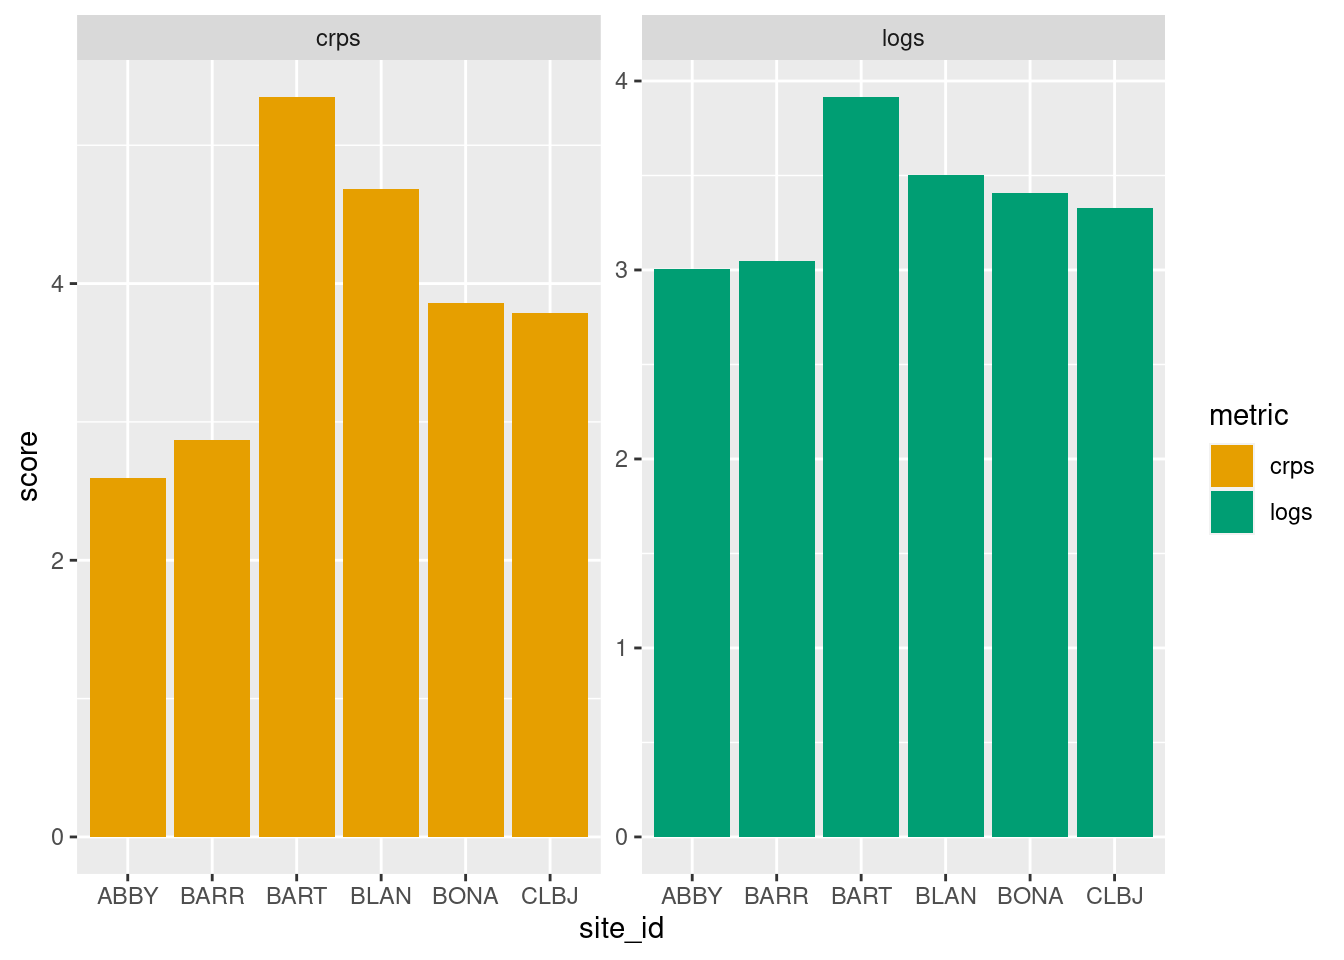 crps
logs
score
4
2
0
4
3
2
1
0
ABBY BARR BART BLAN BONA CLBJ
ABBY BARR BART BLAN BONA CLBJ
site_id
metric
crps
logs